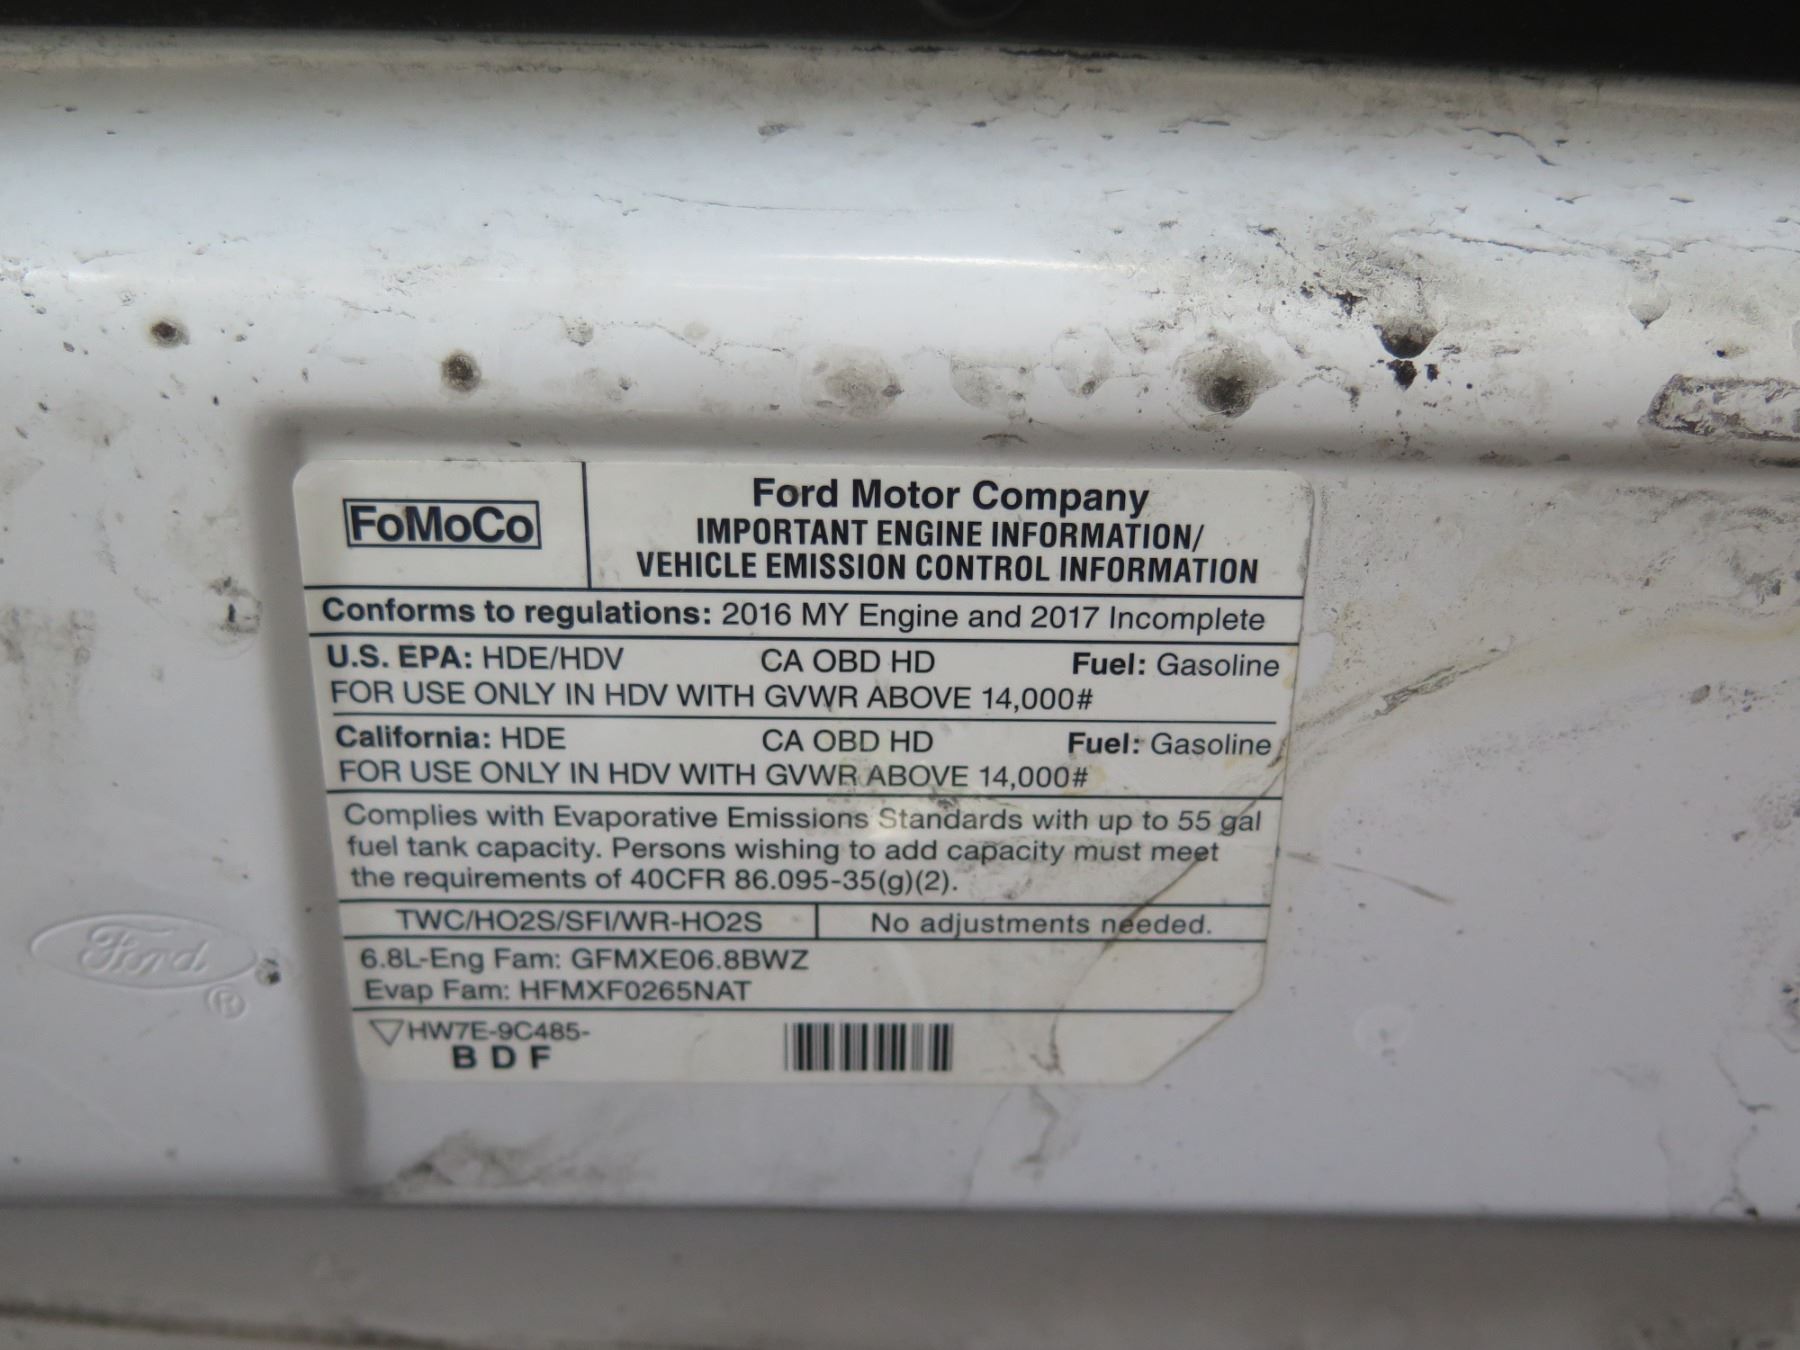 FoMoCo
Ford Motor Company
IMPORTANT ENGINE INFORMATION/
VEHICLE EMISSION CONTROL INFORMATION
Conforms to regulations: 2016 MY Engine and 2017 Incomplete
U.S. EPA: HDE/HDV CA OBD HD Fuel: Gasoline
FOR USE ONLY IN HDV WITH GVWR ABOVE 14,000#
California: HDE CA OBD HD Fuel: Gasoline
FOR USE ONLY IN HDV WITH GVWR ABOVE 14,000#
Complies with Evaporative Emissions Standards with up to 55 gal
fuel tank capacity. Persons wishing to add capacity must meet
the requirements of 40CFR 86.095-35(g)(2).
TWC/HO2S/SFI/WR-HO2S No adjustments needed.
6.8L-Eng Fam: GFMXE06.8BWZ
Evap Fam: HFMXF0265NAT
HW7E-9C485-
B D F
Ford ®